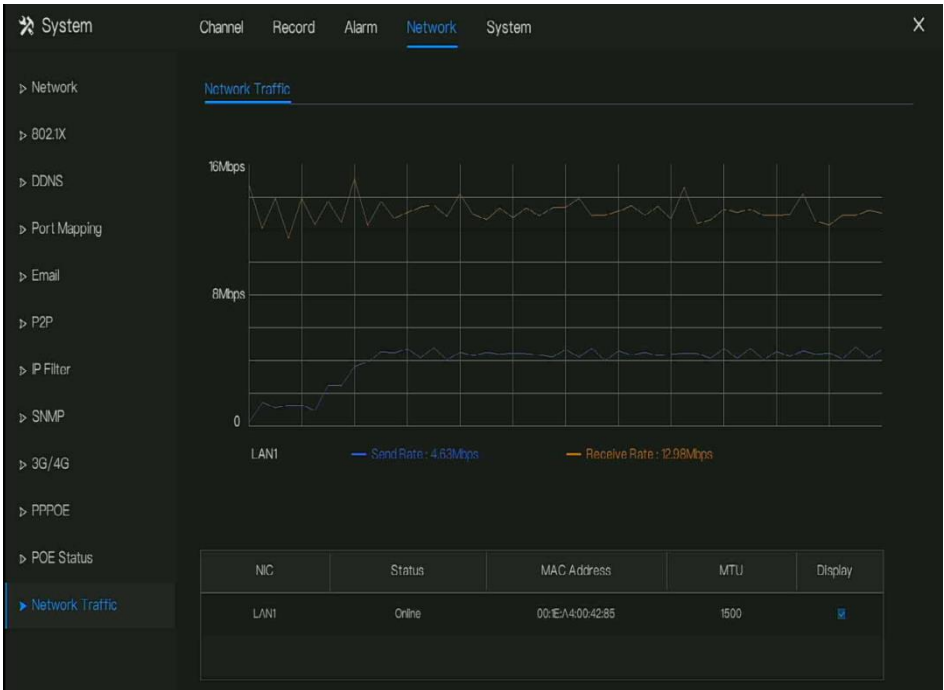 System
Channel Record Alarm Network System X
Network
802.1X
DDNS
Port Mapping
Email
P2P
IP Filter
SNMP
3G/4G
PPPOE
POE Status
Network Traffic
Network Traffic
16Mbps
8Mbps
0
LAN1 Send Rate : 4.63Mbps Receive Rate : 12.98Mbps
NIC Status MAC Address MTU Display
LAN1 Online 00:1E:A4:00:42:85 1500